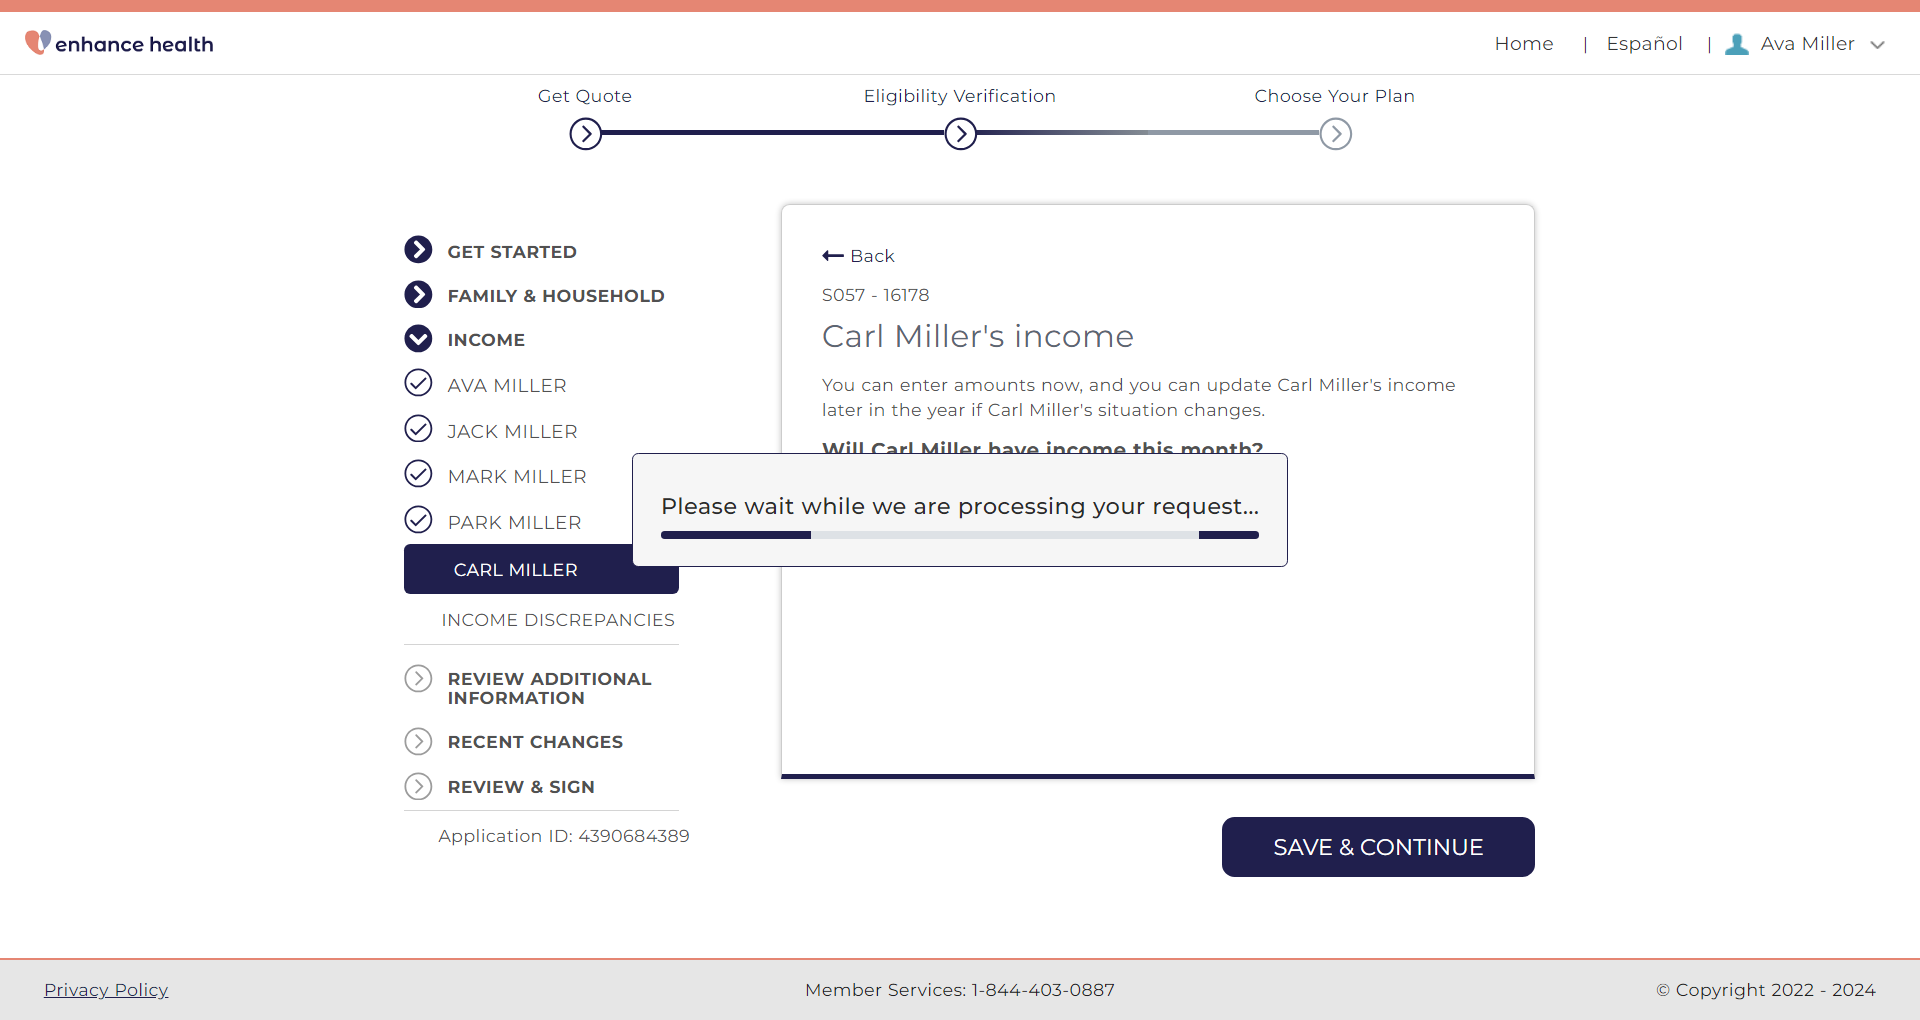 enhance health
Home | Español | Ava Miller
Get Quote
Eligibility Verification
Choose Your Plan
GET STARTED
FAMILY & HOUSEHOLD
INCOME
AVA MILLER
JACK MILLER
MARK MILLER
PARK MILLER
CARL MILLER
INCOME DISCREPANCIES
REVIEW ADDITIONAL
INFORMATION
RECENT CHANGES
REVIEW & SIGN
Application ID: 4390684389
Back
S057 - 16178
Carl Miller's income
You can enter amounts now, and you can update Carl Miller's income
later in the year if Carl Miller's situation changes.
Will Carl Miller have income this month?
Please wait while we are processing your request...
SAVE & CONTINUE
Privacy Policy
Member Services: 1-844-403-0887
© Copyright 2022 - 2024